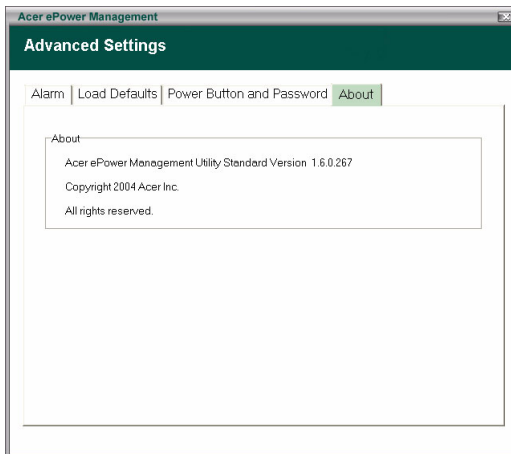 Acer ePower Management
Advanced Settings
Alarm Load Defaults Power Button and Password About
About
Acer ePower Management Utility Standard Version 1.6.0.267
Copyright 2004 Acer Inc.
All rights reserved.